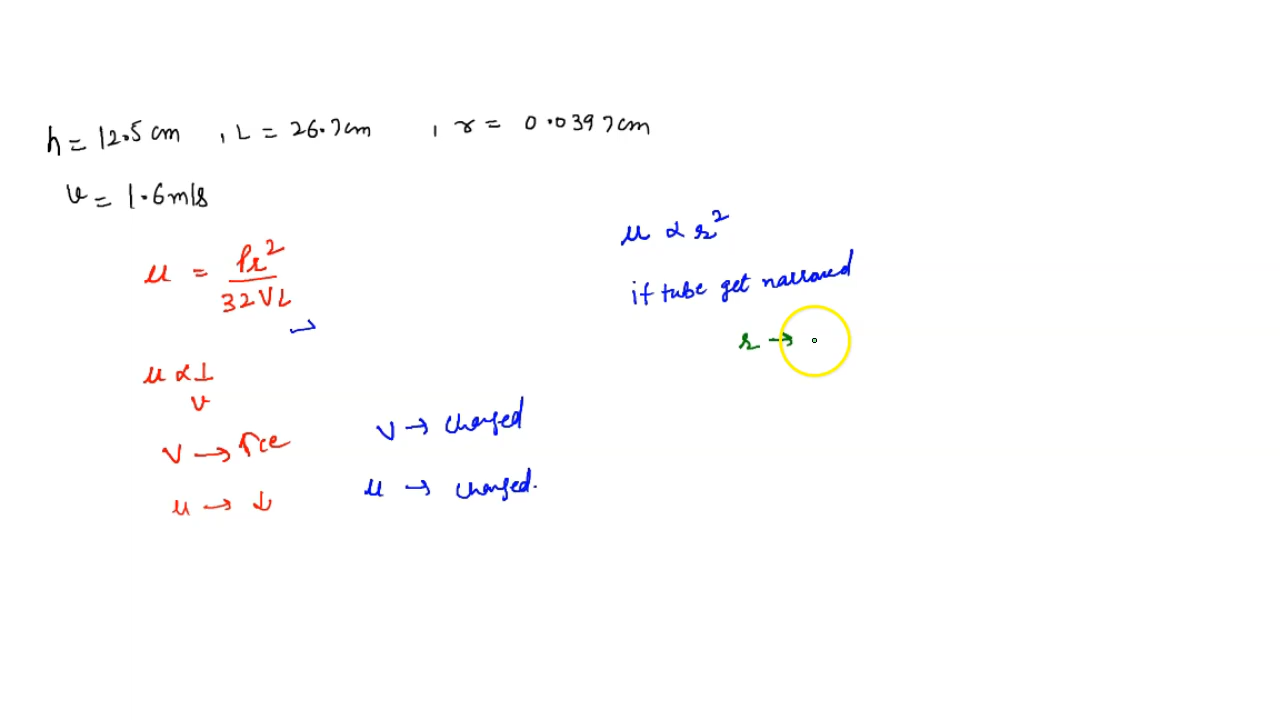 h = 12.5 cm , L = 26.7cm , r = 0.0397cm
v = 1.6m/s
μ = Pr²/32VL
→
μ ∝ 1/v
V →
μ → ↓
V → changed
μ → changed.
μ ∝ r²
if tube get narrowed
r →